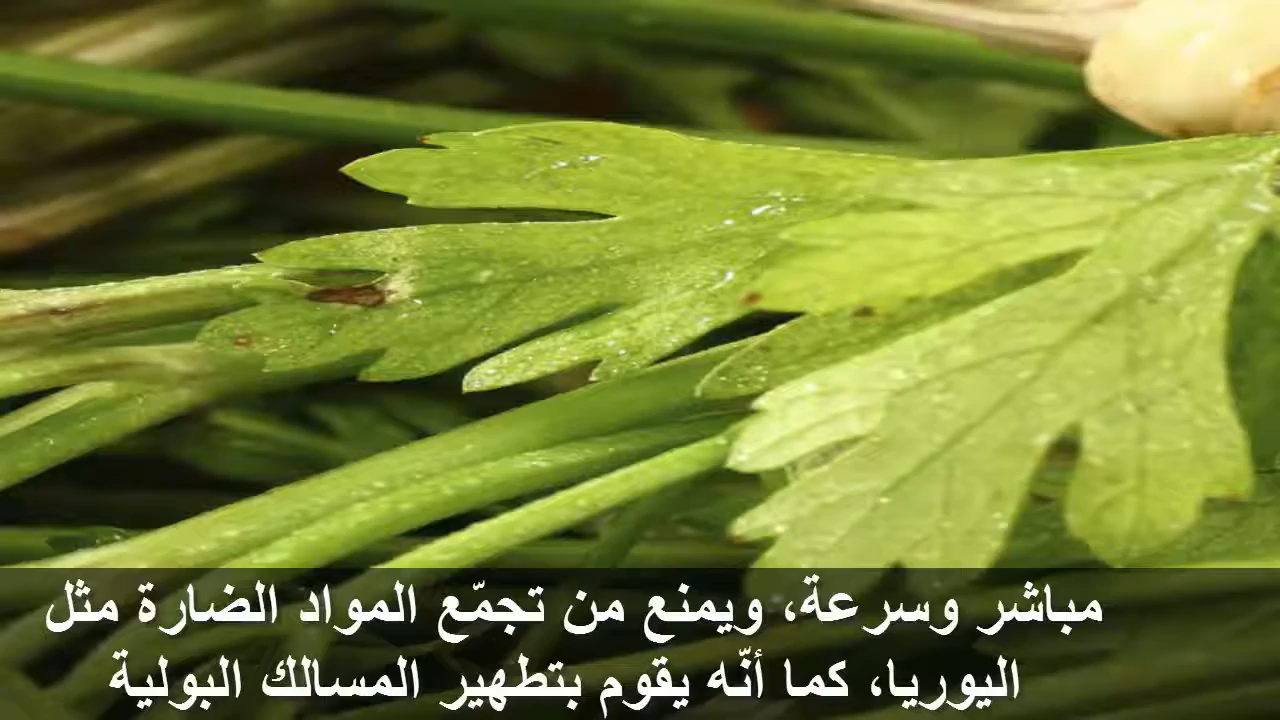 مباشر وسرعة، ويمنع من تجمّع المواد الضارة مثل
اليوريا، كما أنّه يقوم بتطهير المسالك البولية